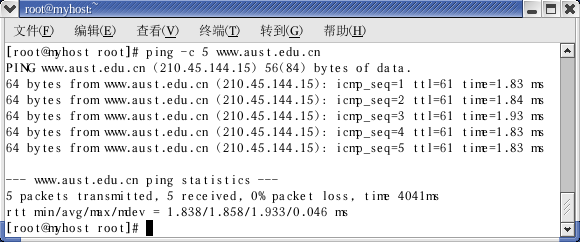 root@myhost:~
文件(F) 编辑(E) 查看(V) 终端(T) 转到(G) 帮助(H)
[root@myhost root]# ping -c 5 www.aust.edu.cn
PING www.aust.edu.cn (210.45.144.15) 56(84) bytes of data.
64 bytes from www.aust.edu.cn (210.45.144.15): icmp_seq=1 ttl=61 time=1.83 ms
64 bytes from www.aust.edu.cn (210.45.144.15): icmp_seq=2 ttl=61 time=1.84 ms
64 bytes from www.aust.edu.cn (210.45.144.15): icmp_seq=3 ttl=61 time=1.93 ms
64 bytes from www.aust.edu.cn (210.45.144.15): icmp_seq=4 ttl=61 time=1.83 ms
64 bytes from www.aust.edu.cn (210.45.144.15): icmp_seq=5 ttl=61 time=1.83 ms
--- www.aust.edu.cn ping statistics ---
5 packets transmitted, 5 received, 0% packet loss, time 4041ms
rtt min/avg/max/mdev = 1.838/1.858/1.933/0.046 ms
[root@myhost root]#